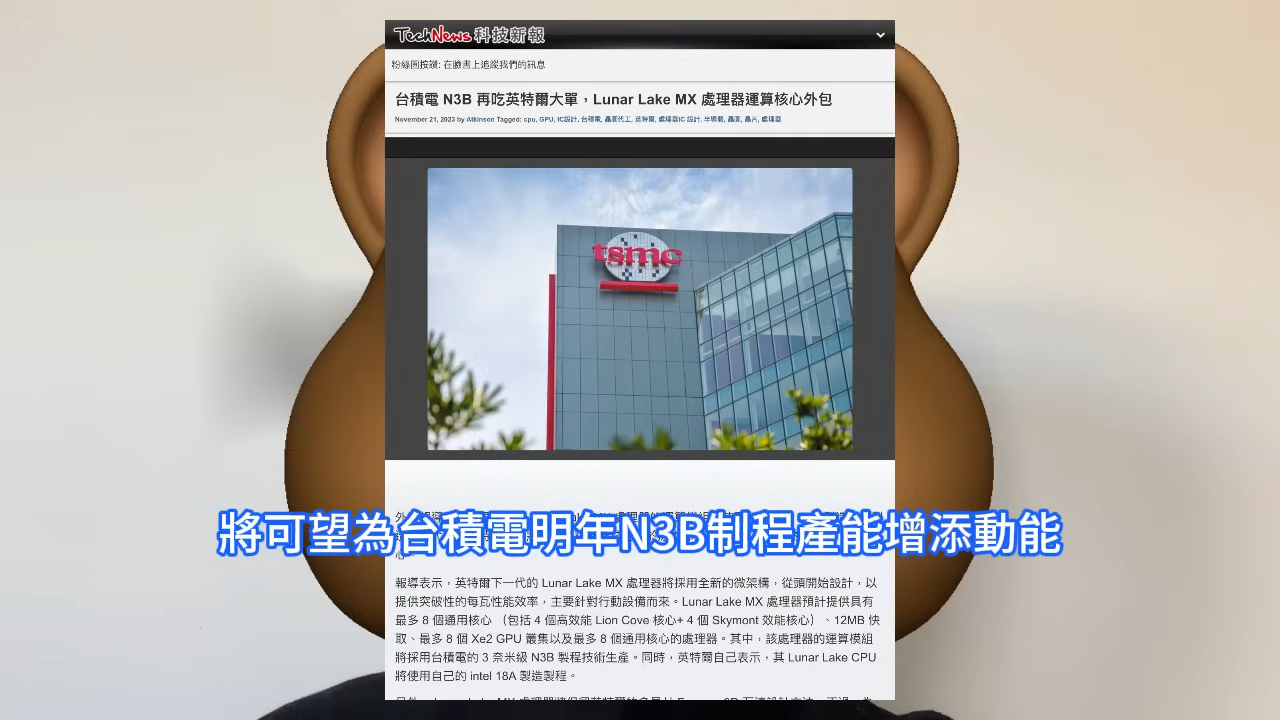 TechNews 科技新報
粉絲團按讚: 在臉書上追蹤我們的訊息
台積電 N3B 再吃英特爾大單，Lunar Lake MX 處理器運算核心外包
November 21, 2023 by Atkinson Tagged: cpu, GPU, IC設計, 台積電, 晶圓代工, 英特爾, 處理器IC 設計, 半導體, 晶圓, 晶片, 處理器
tsmc
將可望為台積電明年N3B制程產能增添動能
報導表示，英特爾下一代的 Lunar Lake MX 處理器將採用全新的微架構，從頭開始設計，以
提供突破性的每瓦性能效率，主要針對行動設備而來。Lunar Lake MX 處理器預計提供具有
最多 8 個通用核心 （包括 4 個高效能 Lion Cove 核心+ 4 個 Skymont 效能核心）、12MB 快
取、最多 8 個 Xe2 GPU 叢集以及最多 8 個通用核心的處理器。其中，該處理器的運算模組
將採用台積電的 3 奈米級 N3B 製程技術生產。同時，英特爾自己表示，其 Lunar Lake CPU
將使用自己的 intel 18A 製造製程。